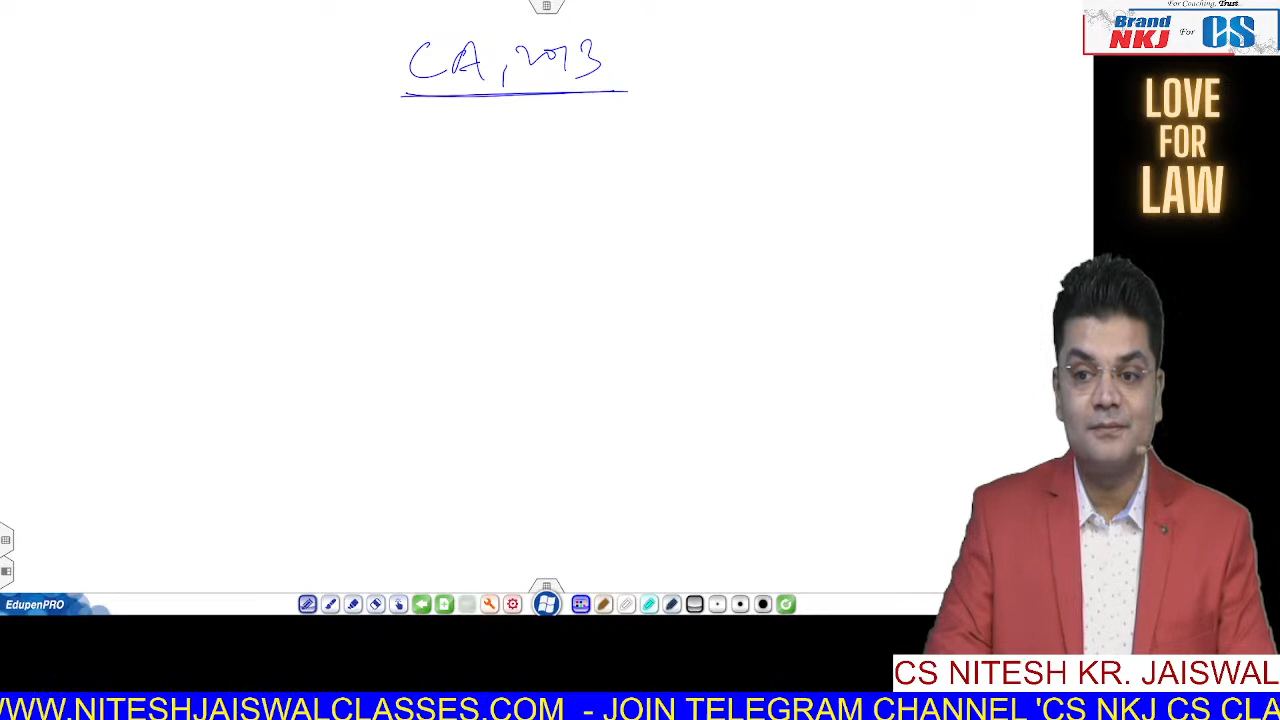 For Coaching, Trust
Brand
NKJ
For
CS
CA, 2013
LOVE
FOR
LAW
EdupenPRO
CS NITESH KR. JAISWAL
WWW.NITESHJAISWALCLASSES.COM - JOIN TELEGRAM CHANNEL 'CS NKJ CS CLA